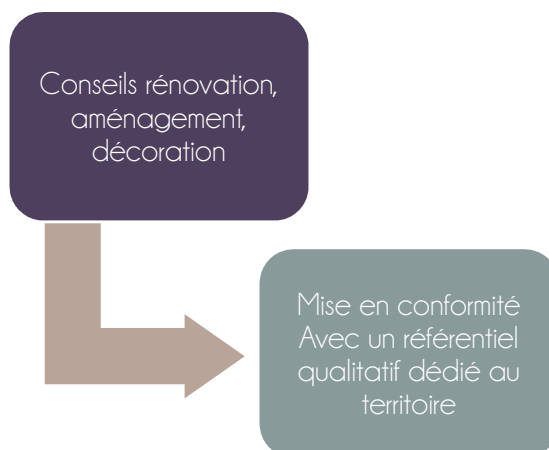 Conseils rénovation,
aménagement,
décoration
Mise en conformité
Avec un référentiel
qualitatif dédié au
territoire